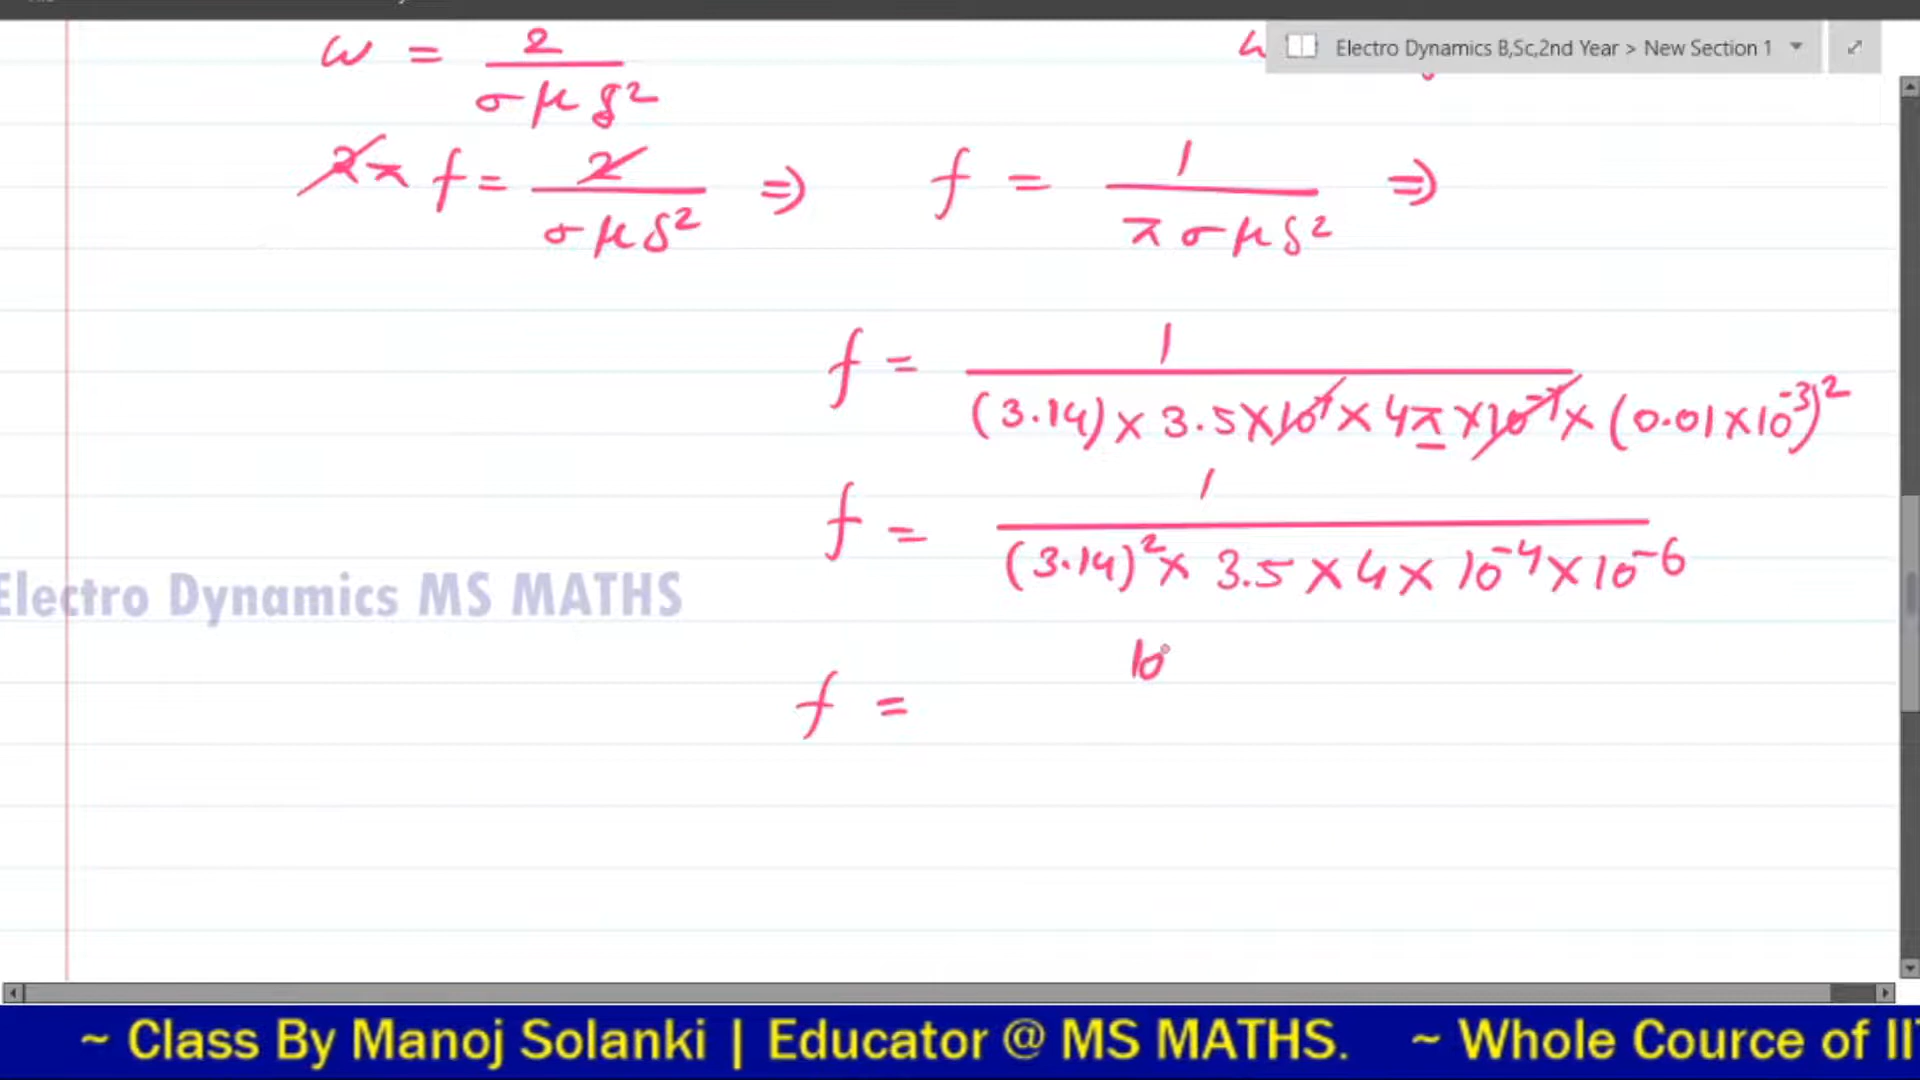 ω = 2 / σμδ²
Electro Dynamics B,Sc,2nd Year > New Section 1
2π f = 2 / σμδ² ⇒ f = 1 / πσμδ² ⇒
f = 1 / (3.14) × 3.5 × 10⁷ × 4π × 10⁻⁷ × (0.01 × 10⁻³)²
f = 1 / (3.14)² × 3.5 × 4 × 10⁻⁴ × 10⁻⁶
Electro Dynamics MS MATHS
f = 10
~ Class By Manoj Solanki | Educator @ MS MATHS. ~ Whole Cource of